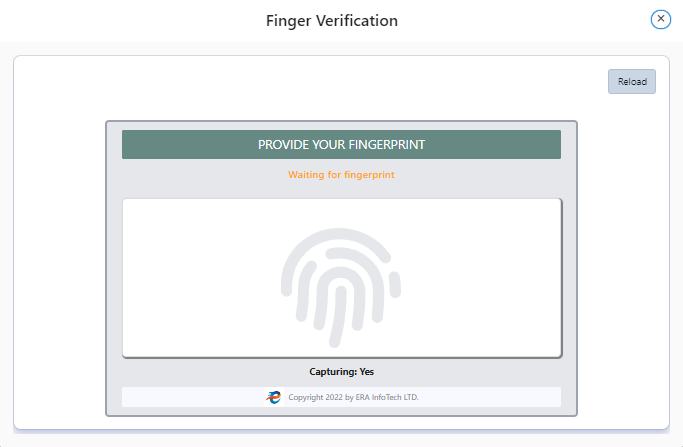 Finger Verification
Reload
PROVIDE YOUR FINGERPRINT
Waiting for fingerprint
Capturing: Yes
Copyright 2022 by ERA InfoTech LTD.